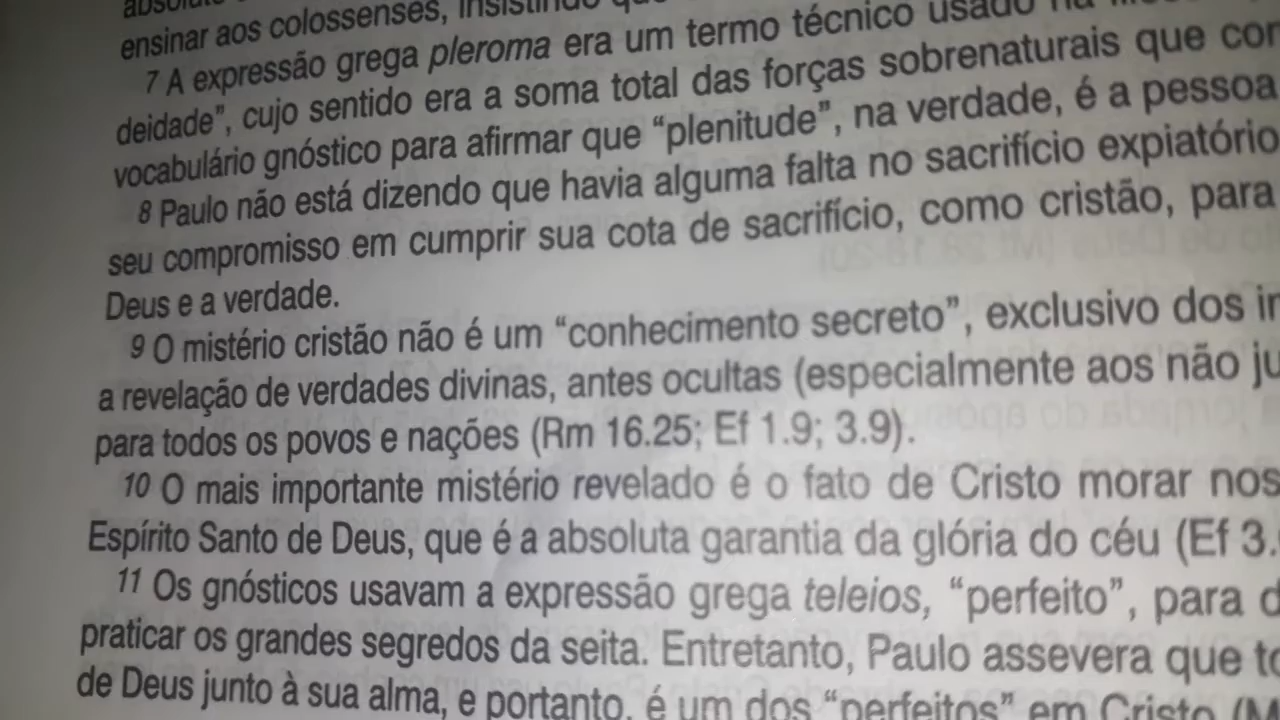 ensinar aos colossenses, insistindo
7 A expressão grega pleroma era um termo técnico usado na
deidade”, cujo sentido era a soma total das forças sobrenaturais que
vocabulário gnóstico para afirmar que “plenitude”, na verdade, é a pessoa
8 Paulo não está dizendo que havia alguma falta no sacrifício expiatório
seu compromisso em cumprir sua cota de sacrifício, como cristão, para
Deus e a verdade.
9 O mistério cristão não é um “conhecimento secreto”, exclusivo dos
a revelação de verdades divinas, antes ocultas (especialmente aos não
para todos os povos e nações (Rm 16.25; Ef 1.9; 3.9).
10 O mais importante mistério revelado é o fato de Cristo morar nos
Espírito Santo de Deus, que é a absoluta garantia da glória do céu (Ef 3.
11 Os gnósticos usavam a expressão grega teleios, “perfeito”, para
praticar os grandes segredos da seita. Entretanto, Paulo assevera que
de Deus junto à sua alma, e portanto, é um dos “perfeitos” em Cristo